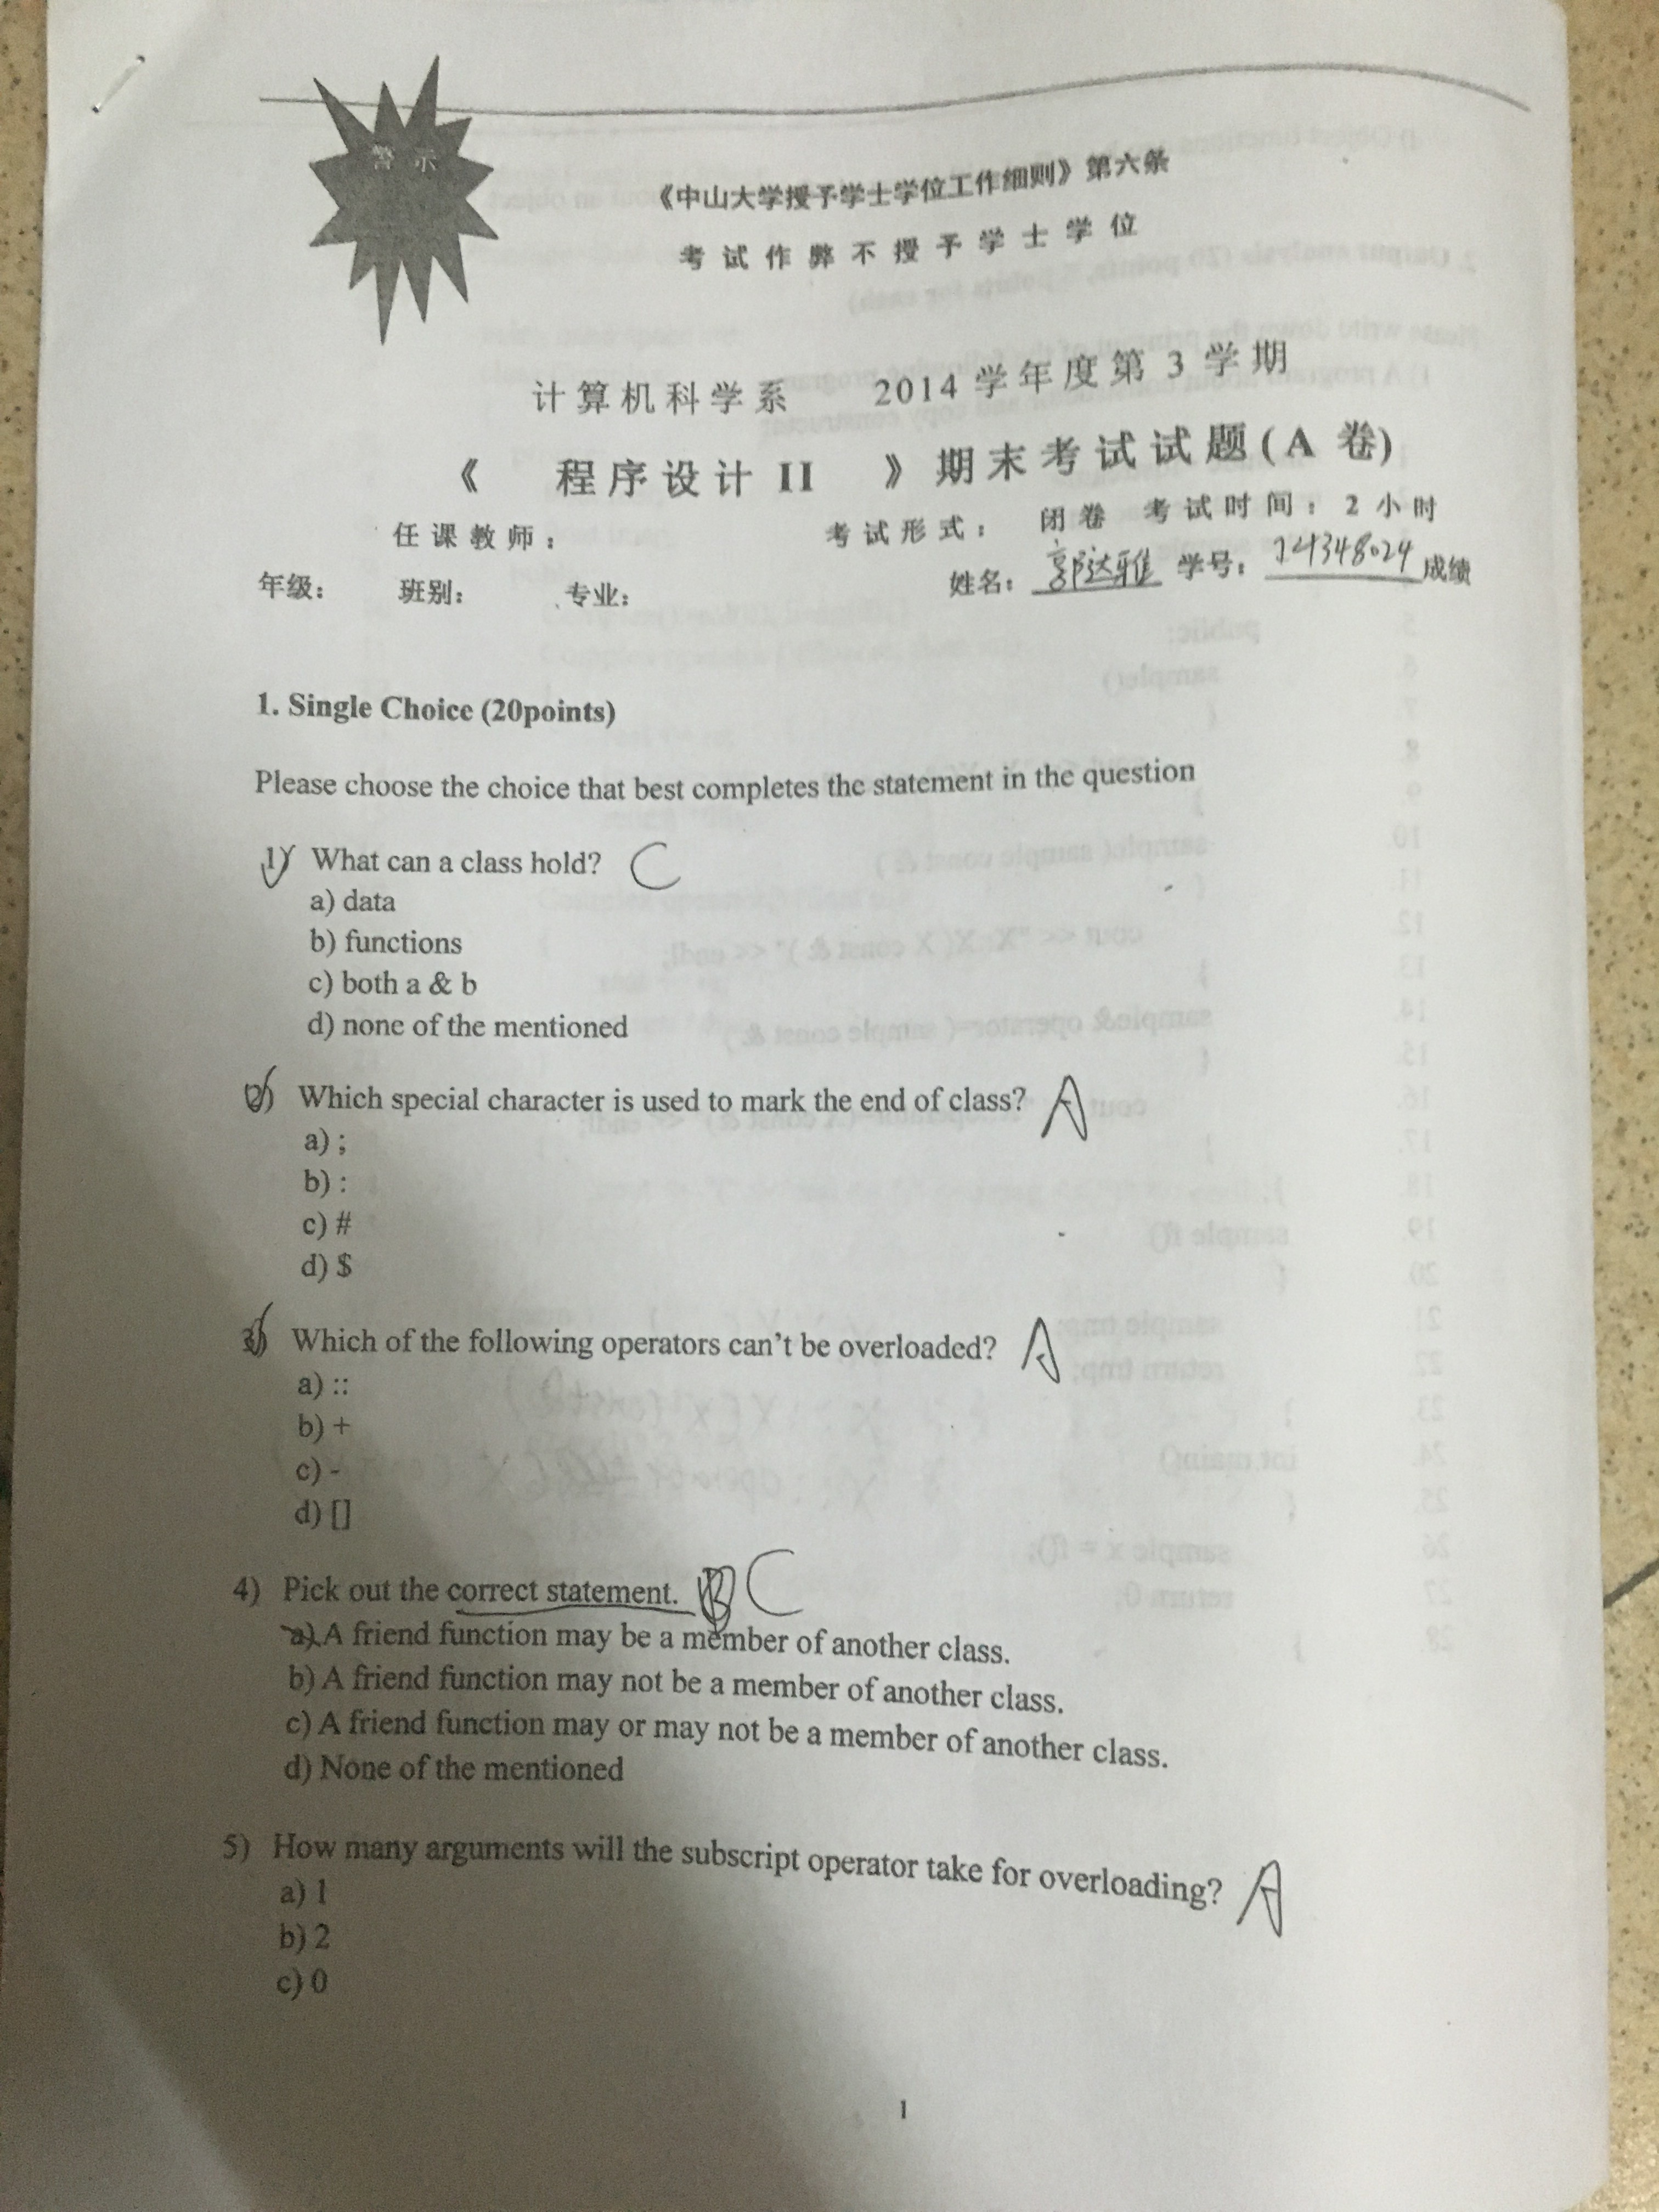 警示
《中山大学授予学士学位工作细则》第六条
考试作弊不授予学士学位
计算机科学系 2014学年度第3学期
《 程序设计 II 》期末考试试题(A 卷)
任课教师： 考试形式： 闭卷 考试时间：2小时
年级： 班别： 专业： 姓名：郭达雅 学号：14348024 成绩
1. Single Choice (20points)
Please choose the choice that best completes the statement in the question
1) What can a class hold? C
a) data
b) functions
c) both a & b
d) none of the mentioned
2) Which special character is used to mark the end of class? A
a) ;
b) :
c) #
d) $
3) Which of the following operators can't be overloaded? A
a) ::
b) +
c) -
d) []
4) Pick out the correct statement. C
a) A friend function may be a member of another class.
b) A friend function may not be a member of another class.
c) A friend function may or may not be a member of another class.
d) None of the mentioned
5) How many arguments will the subscript operator take for overloading? A
a) 1
b) 2
c) 0
1